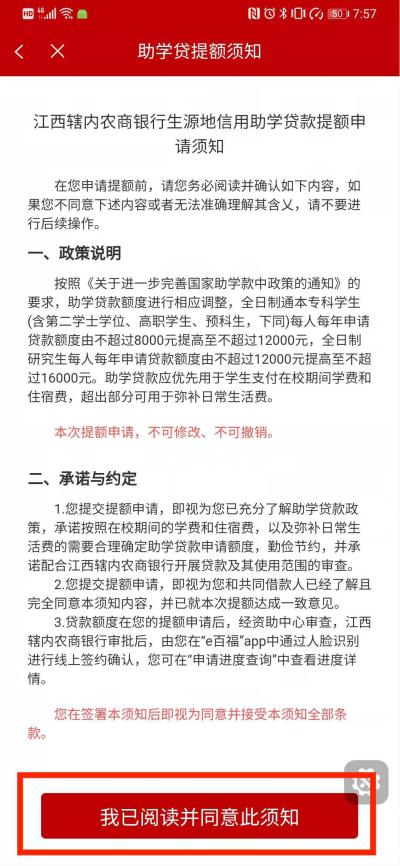 HD 4G 50 7:57
助学贷提额须知
江西辖内农商银行生源地信用助学贷款提额申
请须知
在您申请提额前，请您务必阅读并确认如下内容，如
果您不同意下述内容或者无法准确理解其含义，请不要进
行后续操作。
一、政策说明
按照《关于进一步完善国家助学款中政策的通知》的
要求，助学贷款额度进行相应调整，全日制通本专科学生
(含第二学士学位、高职学生、预科生，下同)每人每年申请
贷款额度由不超过8000元提高至不超过12000元，全日制
研究生每人每年申请贷款额度由不超过12000元提高至不超
过16000元。助学贷款应优先用于学生支付在校期间学费和
住宿费，超出部分可用于弥补日常生活费。
本次提额申请，不可修改、不可撤销。
二、承诺与约定
1.您提交提额申请，即视为您已充分了解助学贷款政
策，承诺按照在校期间的学费和住宿费，以及弥补日常生
活费的需要合理确定助学贷款申请额度，勤俭节约，并承
诺配合江西辖内农商银行开展贷款及其使用范围的审查。
2.您提交提额申请，即视为您和共同借款人已经了解且
完全同意本须知内容，并已就本次提额达成一致意见。
3.贷款额度在您的提额申请后，经资助中心审查，江西
辖内农商银行审批后，由您在“e百福”app中通过人脸识别
进行线上签约确认，您可在“申请进度查询”中查看进度详
情。
您在签署本须知后即视为同意并接受本须知全部条
款。
我已阅读并同意此须知